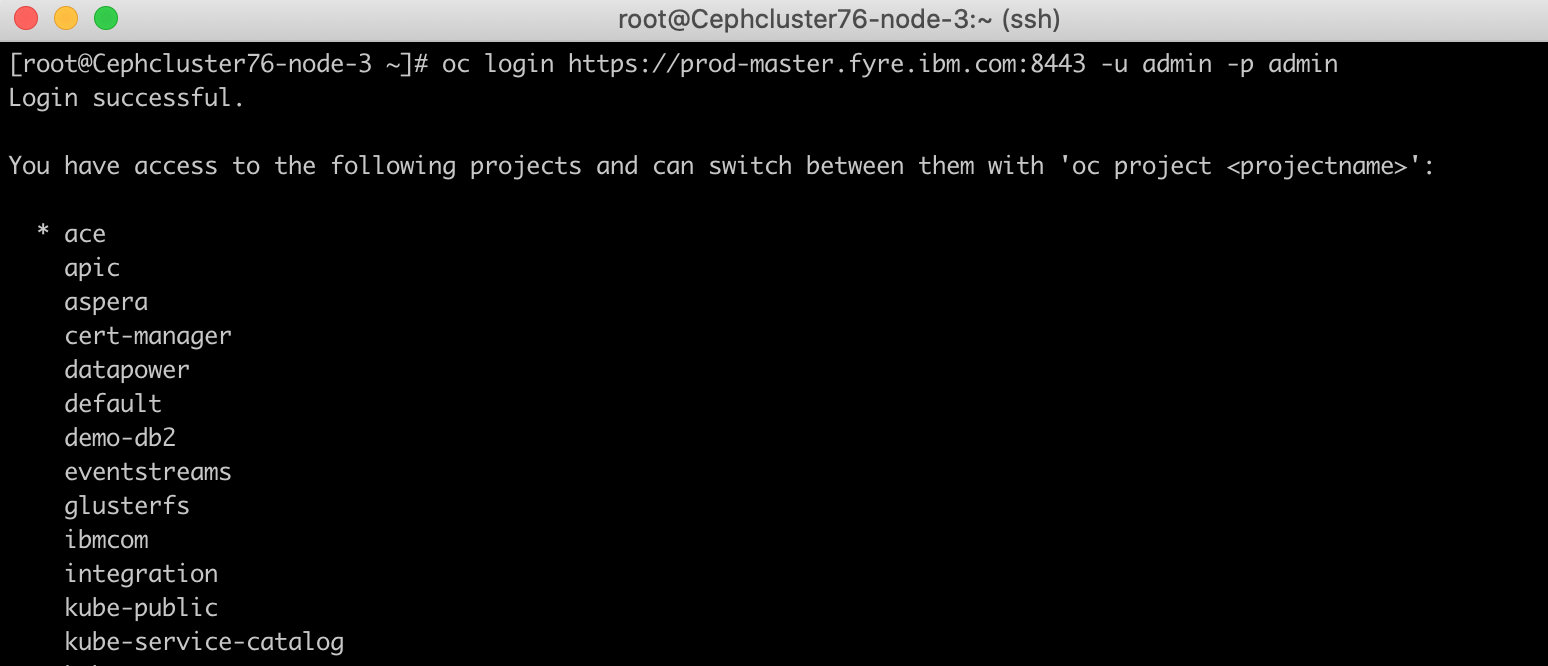 root@Cephcluster76-node-3:~ (ssh)
[root@Cephcluster76-node-3 ~]# oc login https://prod-master.fyre.ibm.com:8443 -u admin -p admin
Login successful.
You have access to the following projects and can switch between them with 'oc project <projectname>':
* ace
apic
aspera
cert-manager
datapower
default
demo-db2
eventstreams
glusterfs
ibmcom
integration
kube-public
kube-service-catalog